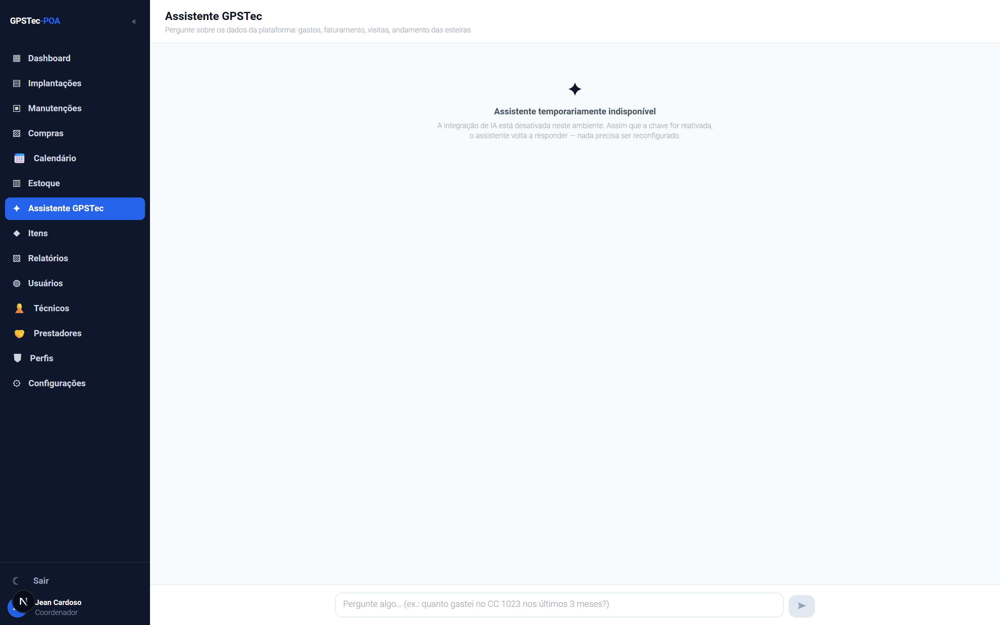 GPSTec-POA
«
Dashboard
Implantações
Manutenções
Compras
Calendário
Estoque
Assistente GPSTec
Itens
Relatórios
Usuários
Técnicos
Prestadores
Perfis
Configurações
Sair
N
Jean Cardoso
Coordenador
Assistente GPSTec
Pergunte sobre os dados da plataforma: gastos, faturamento, visitas, andamento das esteiras
Assistente temporariamente indisponível
A integração de IA está desativada neste ambiente. Assim que a chave for reativada,
o assistente volta a responder — nada precisa ser reconfigurado.
Pergunte algo... (ex.: quanto gastei no CC 1023 nos últimos 3 meses?)